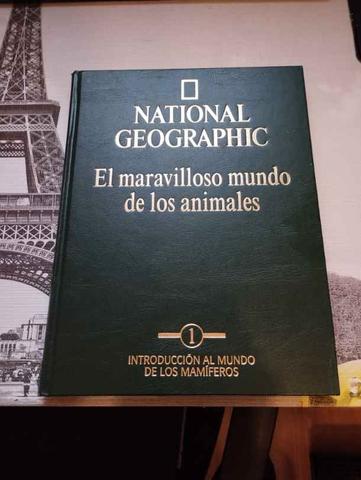 NATIONAL
GEOGRAPHIC
El maravilloso mundo
de los animales
1
INTRODUCCIÓN AL MUNDO
DE LOS MAMÍFEROS